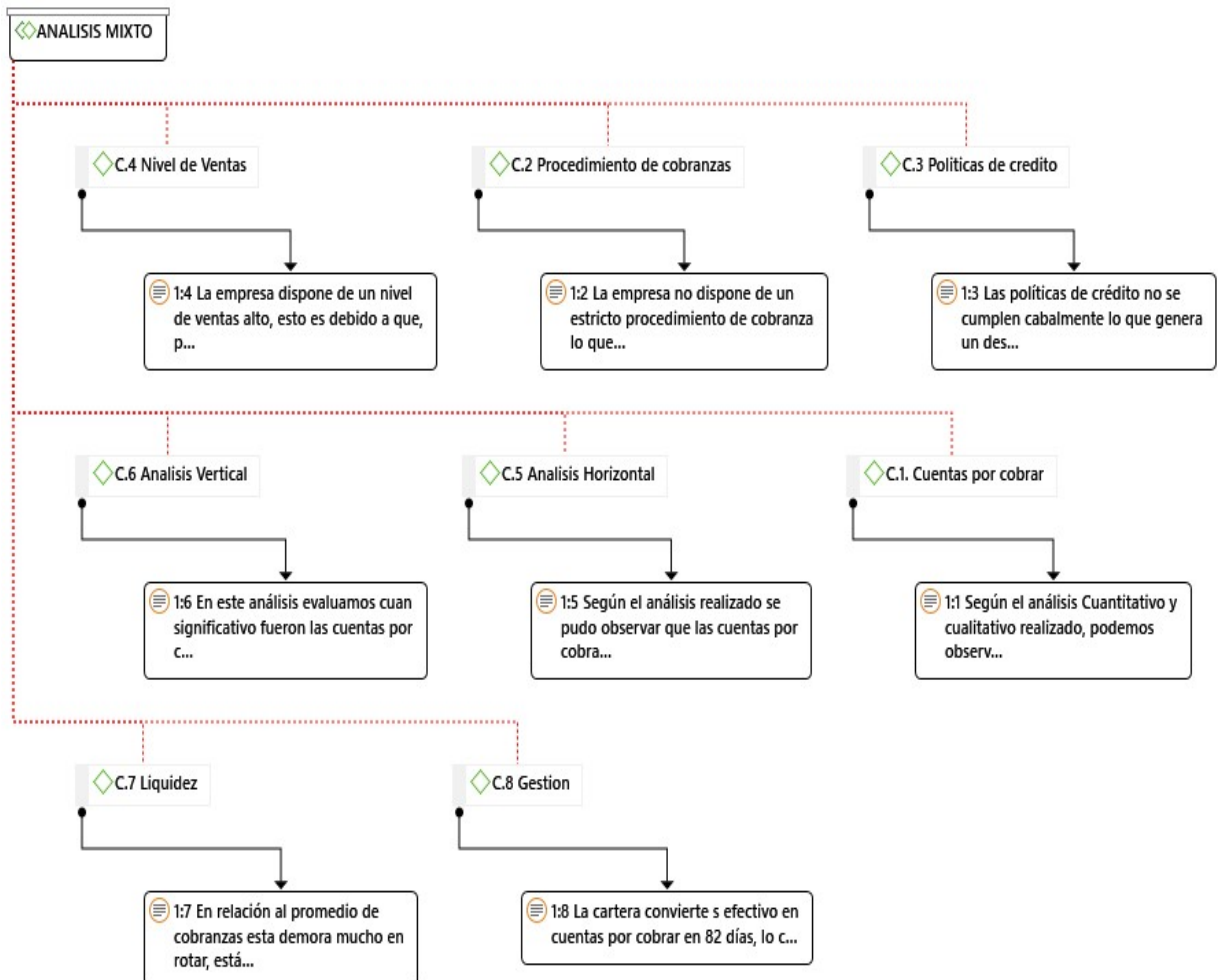 ANALISIS MIXTO
C.4 Nivel de Ventas
C.2 Procedimiento de cobranzas
C.3 Politicas de credito
1:4 La empresa dispone de un nivel
de ventas alto, esto es debido a que,
p...
1:2 La empresa no dispone de un
estricto procedimiento de cobranza
lo que...
1:3 Las políticas de crédito no se
cumplen cabalmente lo que genera
un des...
C.6 Analisis Vertical
C.5 Analisis Horizontal
C.1. Cuentas por cobrar
1:6 En este análisis evaluamos cuan
significativo fueron las cuentas por
c...
1:5 Según el análisis realizado se
pudo observar que las cuentas por
cobra...
1:1 Según el análisis Cuantitativo y
cualitativo realizado, podemos
observ...
C.7 Liquidez
C.8 Gestion
1:7 En relación al promedio de
cobranzas esta demora mucho en
rotar, está...
1:8 La cartera convierte s efectivo en
cuentas por cobrar en 82 días, lo c...